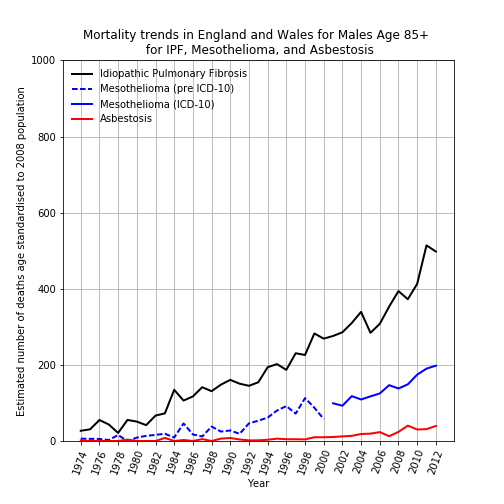 Mortality trends in England and Wales for Males Age 85+
for IPF, Mesothelioma, and Asbestosis
Estimated number of deaths age standardised to 2008 population
1000
800
600
400
200
0
Idiopathic Pulmonary Fibrosis
Mesothelioma (pre ICD-10)
Mesothelioma (ICD-10)
Asbestosis
1974 1976 1978 1980 1982 1984 1986 1988 1990 1992 1994 1996 1998 2000 2002 2004 2006 2008 2010 2012
Year